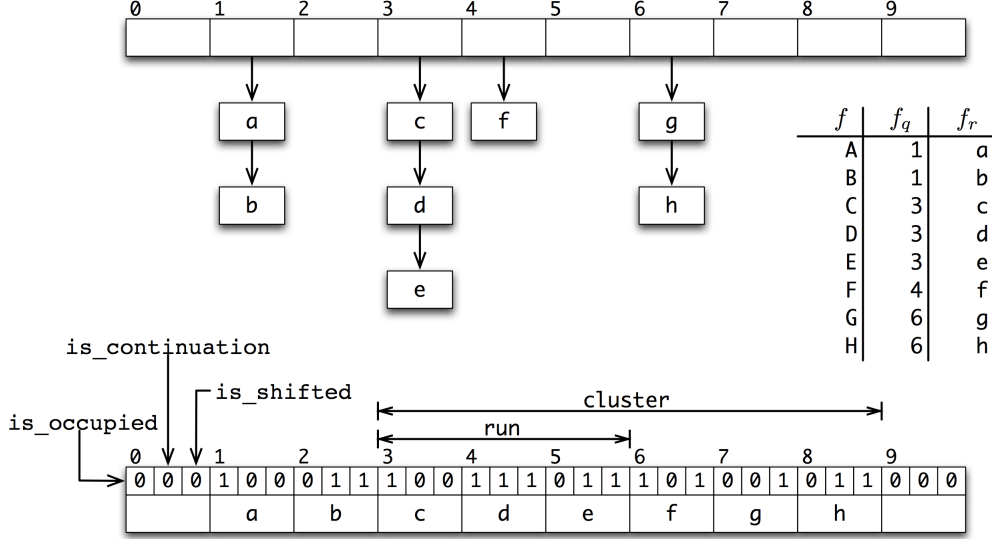 0 1 2 3 4 5 6 7 8 9
a c f g
b d h
e
f f_q f_r
A 1 a
B 1 b
C 3 c
D 3 d
E 3 e
F 4 f
G 6 g
H 6 h
is_continuation
is_shifted
is_occupied
cluster
run
0 1 2 3 4 5 6 7 8 9
0 0 0 1 0 0 0 1 1 1 0 0 1 1 1 0 1 1 1 0 1 0 0 1 0 1 1 0 0 0
a b c d e f g h